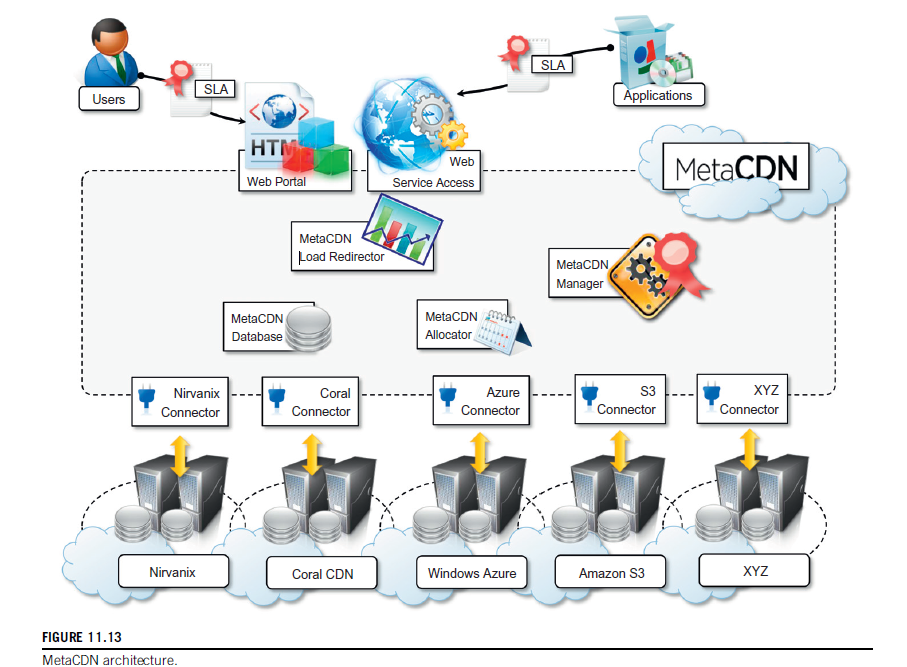 Users
SLA
SLA
Applications
HTM
Web Portal
Web
Service Access
MetaCDN
MetaCDN
Load Redirector
MetaCDN
Manager
MetaCDN
Database
MetaCDN
Allocator
Nirvanix
Connector
Coral
Connector
Azure
Connector
S3
Connector
XYZ
Connector
Nirvanix
Coral CDN
Windows Azure
Amazon S3
XYZ
FIGURE 11.13
MetaCDN architecture.